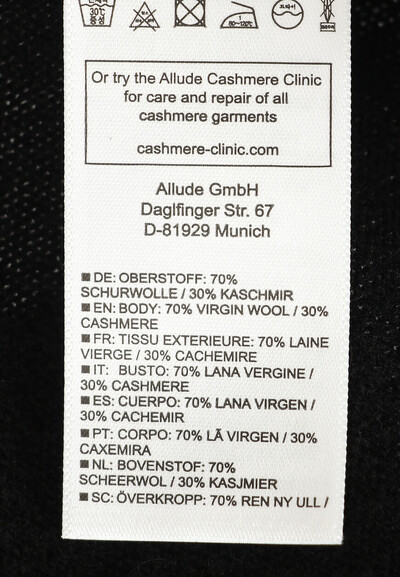 30℃
중성
Or try the Allude Cashmere Clinic
for care and repair of all
cashmere garments
cashmere-clinic.com
Allude GmbH
Daglfinger Str. 67
D-81929 Munich
■ DE: OBERSTOFF: 70%
SCHURWOLLE / 30% KASCHMIR
■ EN: BODY: 70% VIRGIN WOOL / 30%
CASHMERE
■ FR: TISSU EXTERIEURE: 70% LAINE
VIERGE / 30% CACHEMIRE
■ IT: BUSTO: 70% LANA VERGINE /
30% CASHMERE
■ ES: CUERPO: 70% LANA VIRGEN /
30% CACHEMIR
■ PT: CORPO: 70% LÃ VIRGEN / 30%
CAXEMIRA
■ NL: BOVENSTOF: 70%
SCHEERWOL / 30% KASJMIER
■ SC: ÖVERKROPP: 70% REN NY ULL /